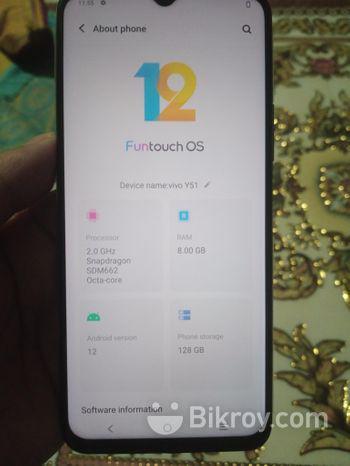 11:55
About phone
12
Funtouch OS
Device name:vivo Y51
Processor
2.0 GHz
Snapdragon
SDM662
Octa-core
RAM
8.00 GB
Android version
12
Phone storage
128 GB
Software information
Bikroy.com